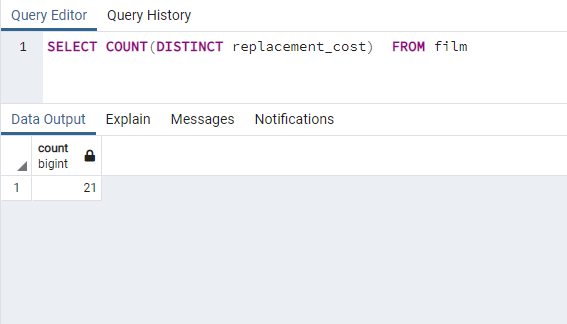 Query Editor Query History
1 SELECT COUNT(DISTINCT replacement_cost)  FROM film
Data Output Explain Messages Notifications
count
bigint
1 21